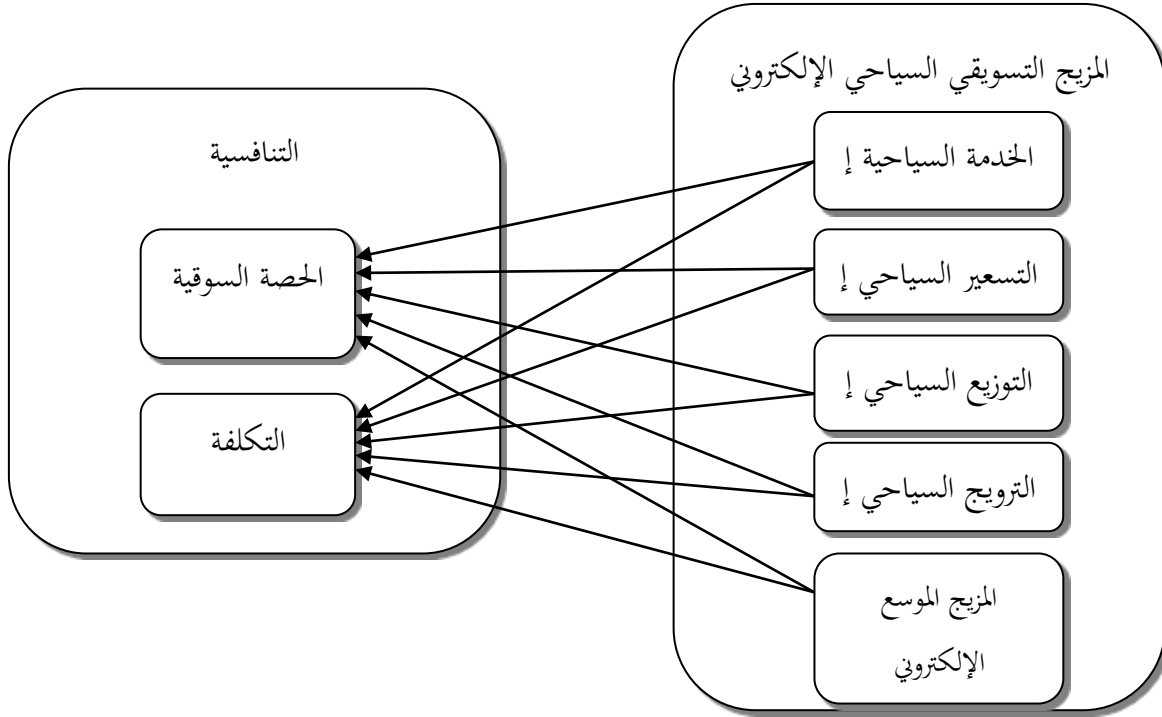 المزيج التسويقي السياحي الإلكتروني
الخدمة السياحية إ
التسعير السياحي إ
التوزيع السياحي إ
الترويج السياحي إ
المزيج الموسع
الإلكتروني
التنافسية
الحصة السوقية
التكلفة